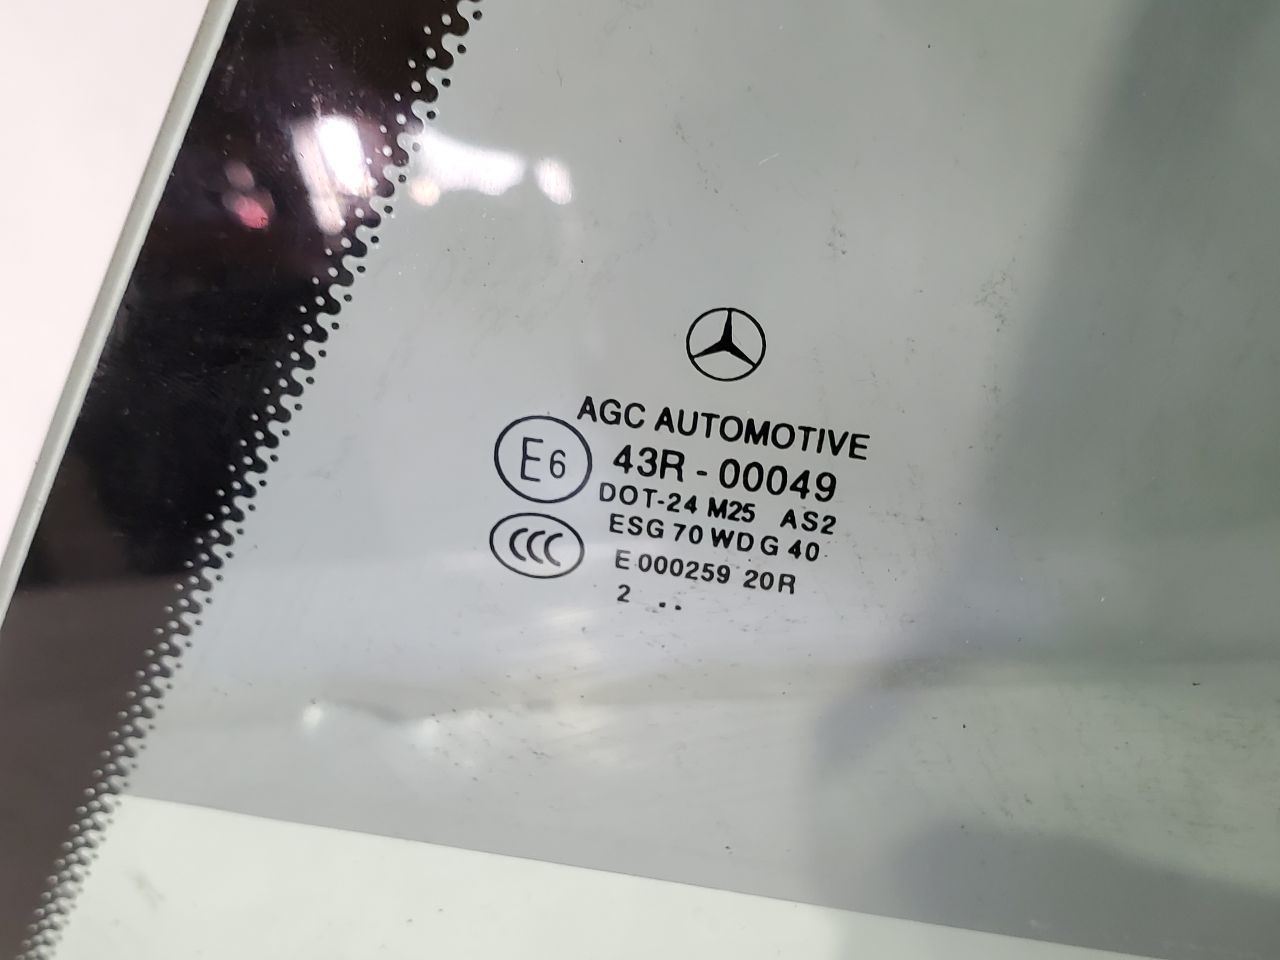 AGC AUTOMOTIVE
E6 43R - 00049
DOT-24 M25 AS2
CCC ESG 70 WD G 40
E 000259 20R
2 ..